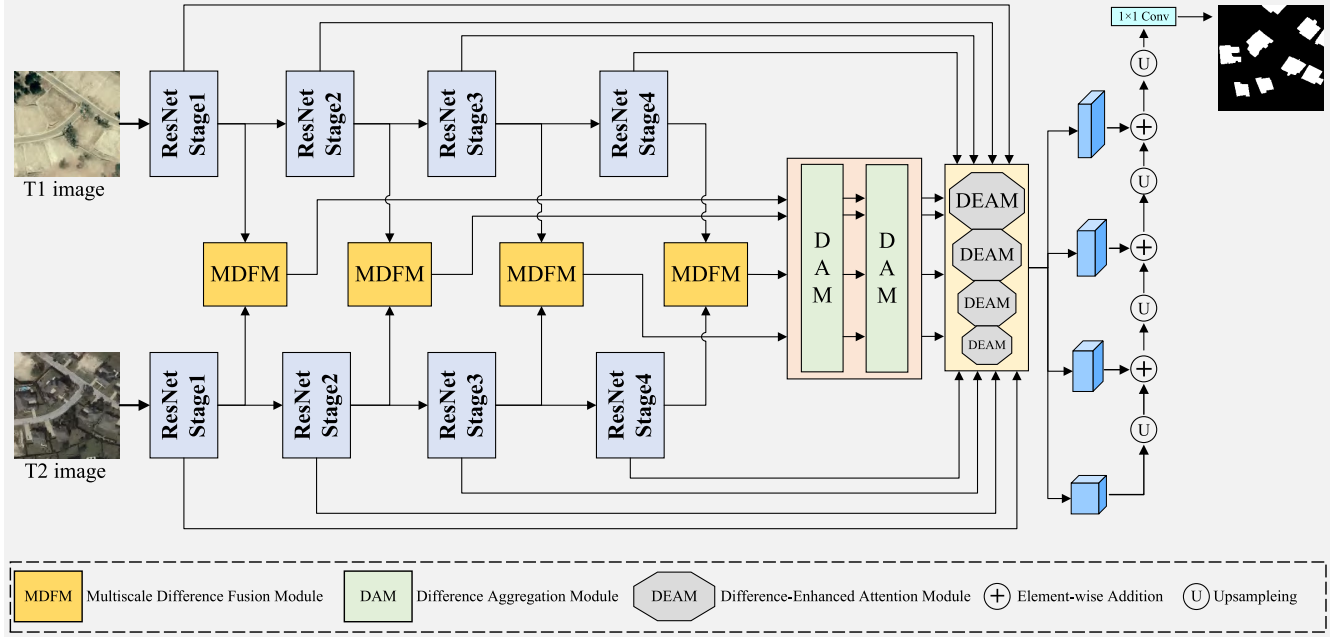 1×1 Conv
U
ResNet
Stage1
ResNet
Stage2
ResNet
Stage3
ResNet
Stage4
+
T1 image
U
DEAM
DAM
DAM
MDFM
MDFM
MDFM
MDFM
DEAM
+
DEAM
U
DEAM
+
ResNet
Stage1
ResNet
Stage2
ResNet
Stage3
ResNet
Stage4
U
T2 image
MDFM Multiscale Difference Fusion Module DAM Difference Aggregation Module DEAM Difference-Enhanced Attention Module + Element-wise Addition U Upsampleing